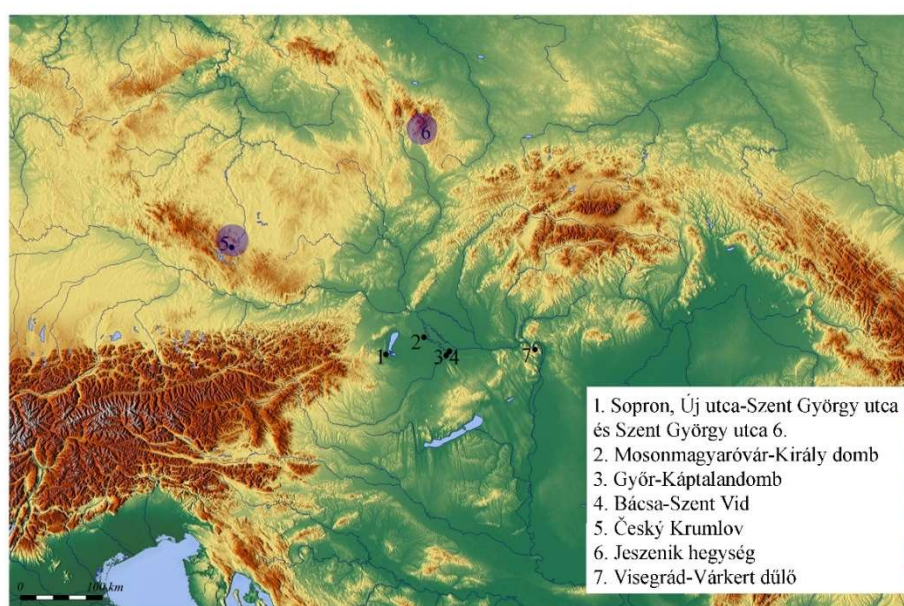 6
5
1
2
3 4
7
1. Sopron, Új utca-Szent György utca
és Szent György utca 6.
2. Mosonmagyaróvár-Király domb
3. Győr-Káptalandomb
4. Bácsa-Szent Vid
5. Český Krumlov
6. Jeszenik hegység
7. Visegrád-Várkert dűlő
0 100 km